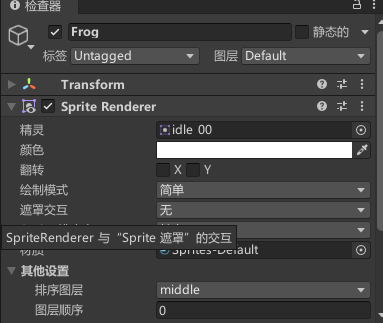 检查器
Frog
静态的
标签 Untagged 图层 Default
Transform
Sprite Renderer
精灵 idle_00
颜色
翻转 X Y
绘制模式 简单
遮罩交互 无
SpriteRenderer 与“Sprite 遮罩”的交互
材质 Sprites-Default
其他设置
排序图层 middle
图层顺序 0